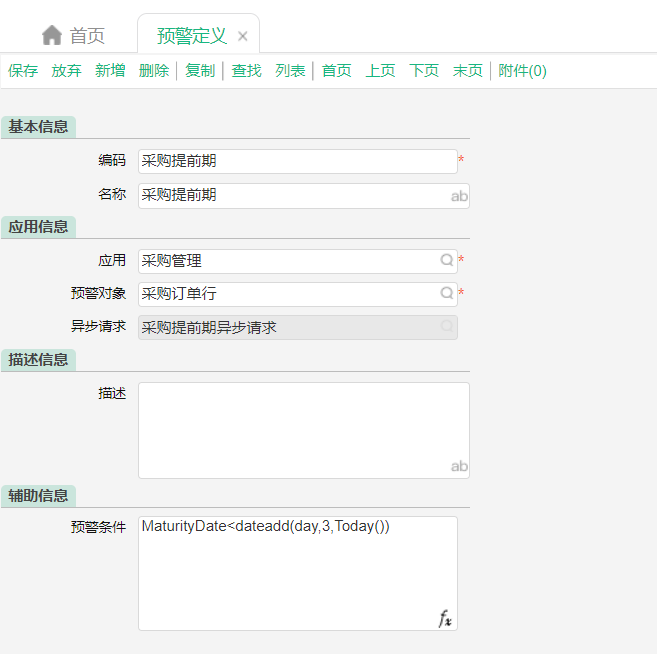 首页 预警定义 ×
保存 放弃 新增 删除 复制 查找 列表 首页 上页 下页 末页 附件(0)
基本信息
编码 采购提前期 *
名称 采购提前期 ab
应用信息
应用 采购管理 *
预警对象 采购订单行 *
异步请求 采购提前期异步请求
描述信息
描述
ab
辅助信息
预警条件 MaturityDate<dateadd(day,3,Today())
fx